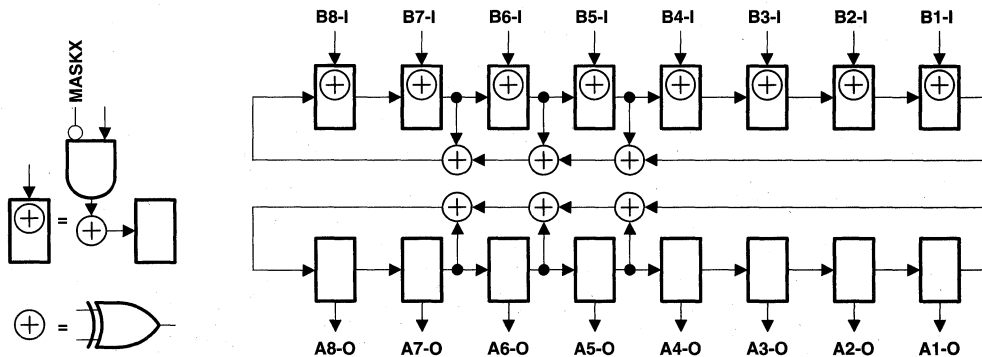 B8-I B7-I B6-I B5-I B4-I B3-I B2-I B1-I
MASKX
=
=
A8-O A7-O A6-O A5-O A4-O A3-O A2-O A1-O